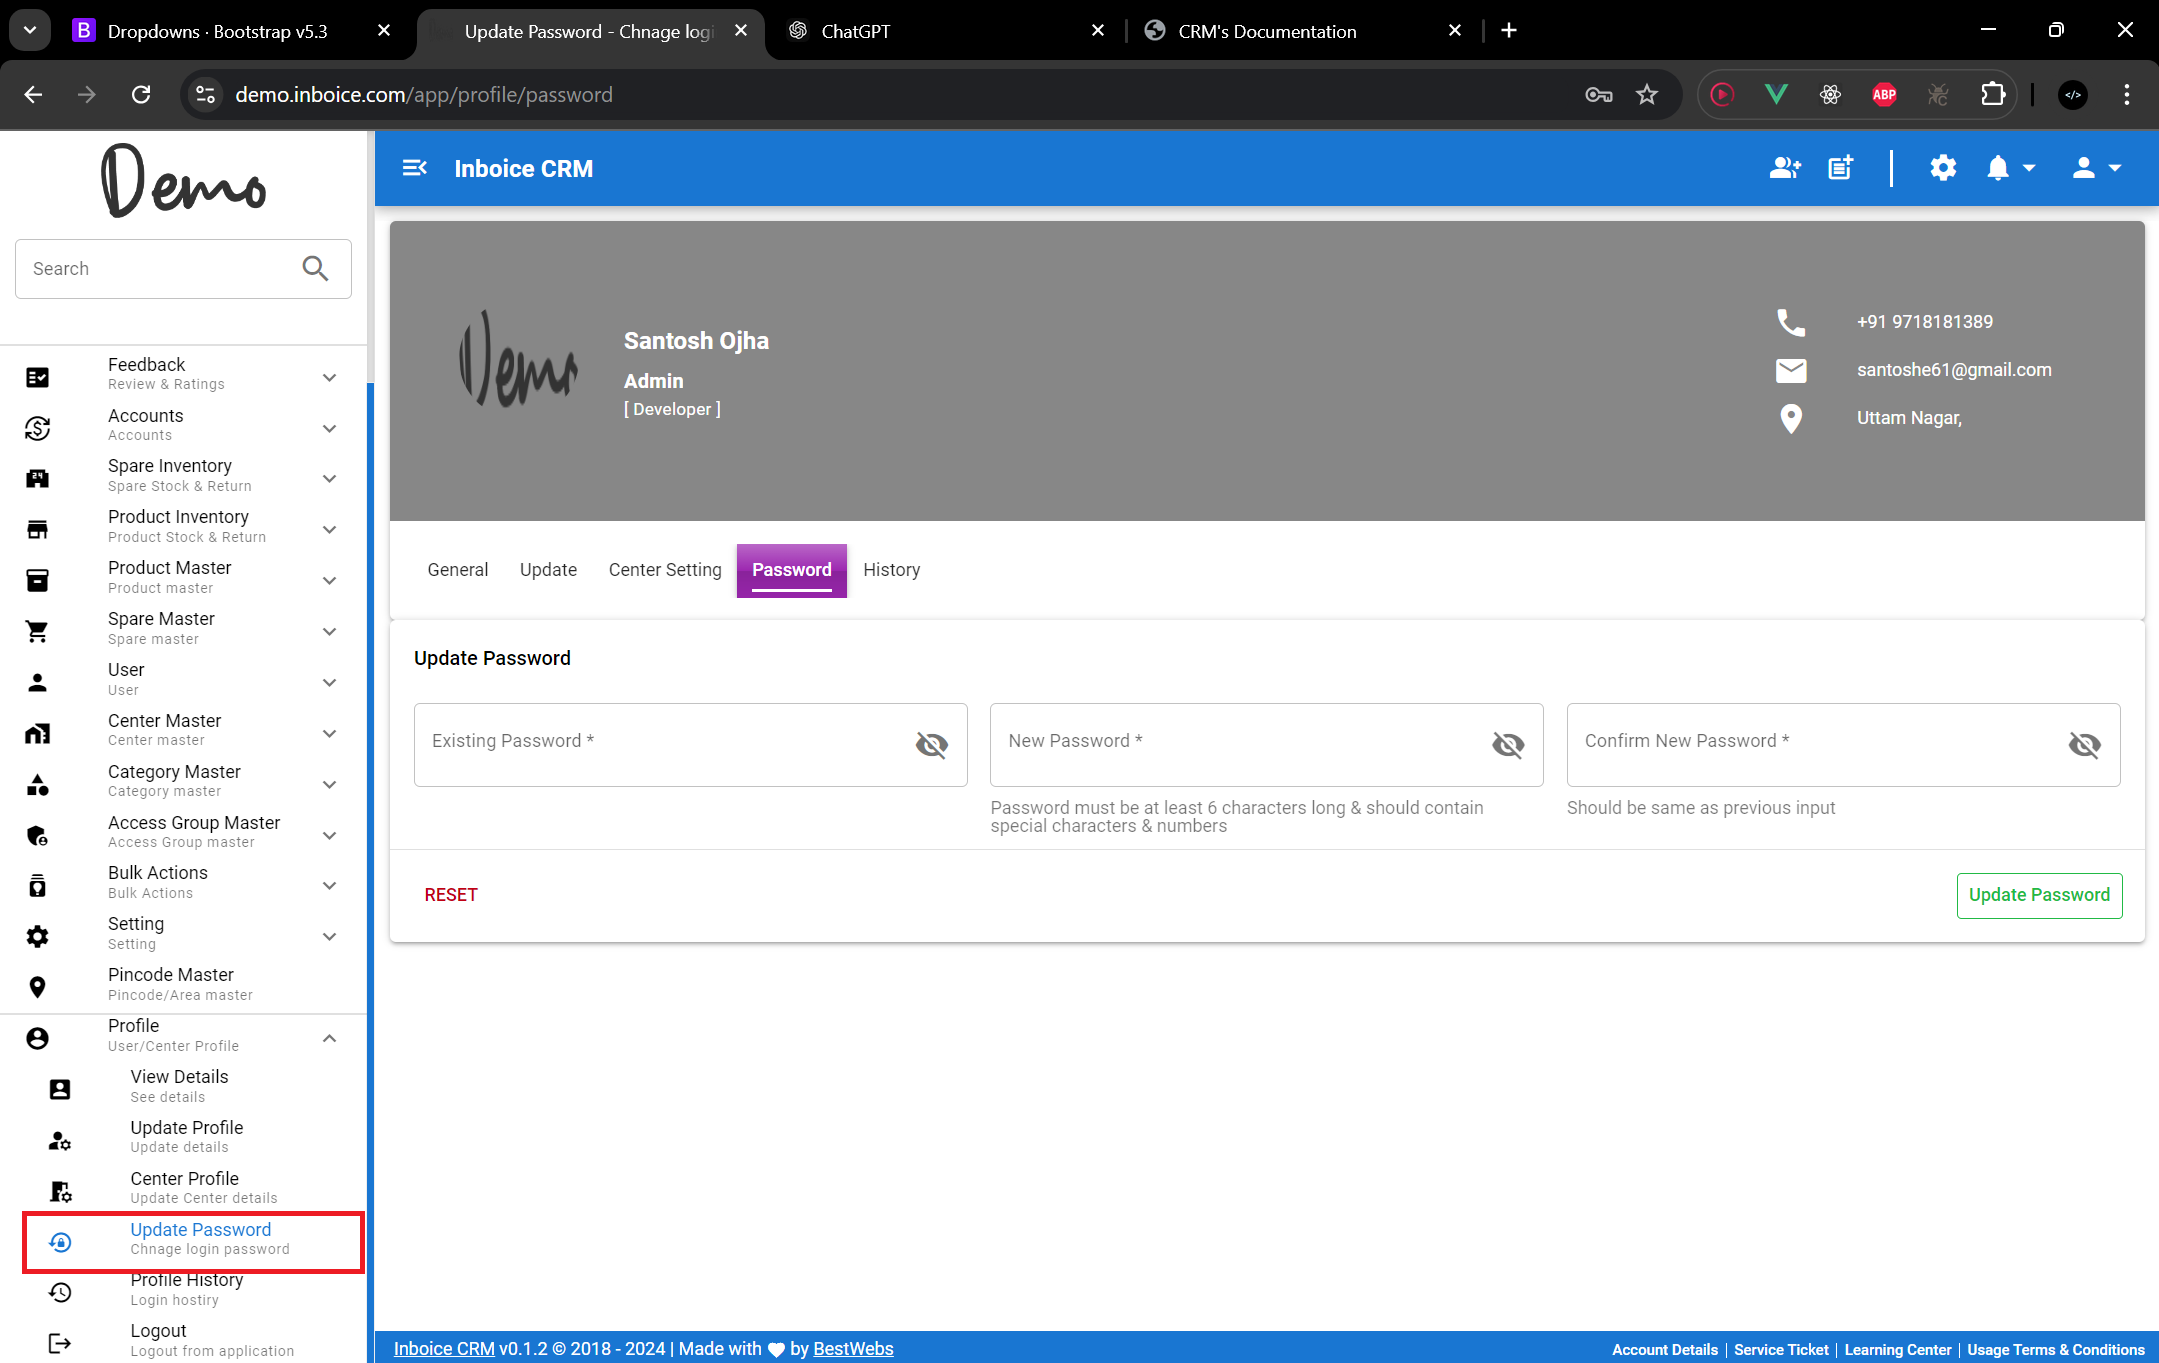 Dropdowns · Bootstrap v5.3
Update Password - Chnage logi
ChatGPT
CRM's Documentation
demo.inboice.com/app/profile/password
ABP
Demo
Search
Feedback
Review & Ratings
Accounts
Accounts
Spare Inventory
Spare Stock & Return
Product Inventory
Product Stock & Return
Product Master
Product master
Spare Master
Spare master
User
User
Center Master
Center master
Category Master
Category master
Access Group Master
Access Group master
Bulk Actions
Bulk Actions
Setting
Setting
Pincode Master
Pincode/Area master
Profile
User/Center Profile
View Details
See details
Update Profile
Update details
Center Profile
Update Center details
Update Password
Chnage login password
Profile History
Login hostiry
Logout
Logout from application
Inboice CRM
Demo
Santosh Ojha
Admin
[ Developer ]
+91 9718181389
santoshe61@gmail.com
Uttam Nagar,
General Update Center Setting Password History
Update Password
Existing Password *
New Password *
Confirm New Password *
Password must be at least 6 characters long & should contain
special characters & numbers
Should be same as previous input
RESET
Update Password
Inboice CRM v0.1.2 © 2018 - 2024 | Made with by BestWebs
Account Details | Service Ticket | Learning Center | Usage Terms & Conditions